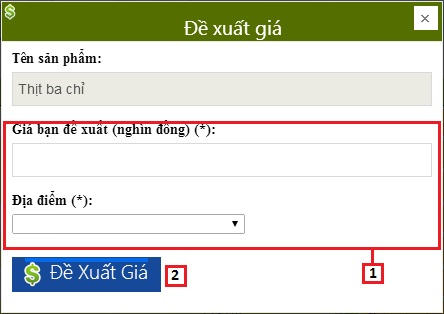 Đề xuất giá
×
Tên sản phẩm:
Thịt ba chỉ
Giá bạn đề xuất (nghìn đồng) (*):
Địa điểm (*):
$ Đề Xuất Giá
2
1